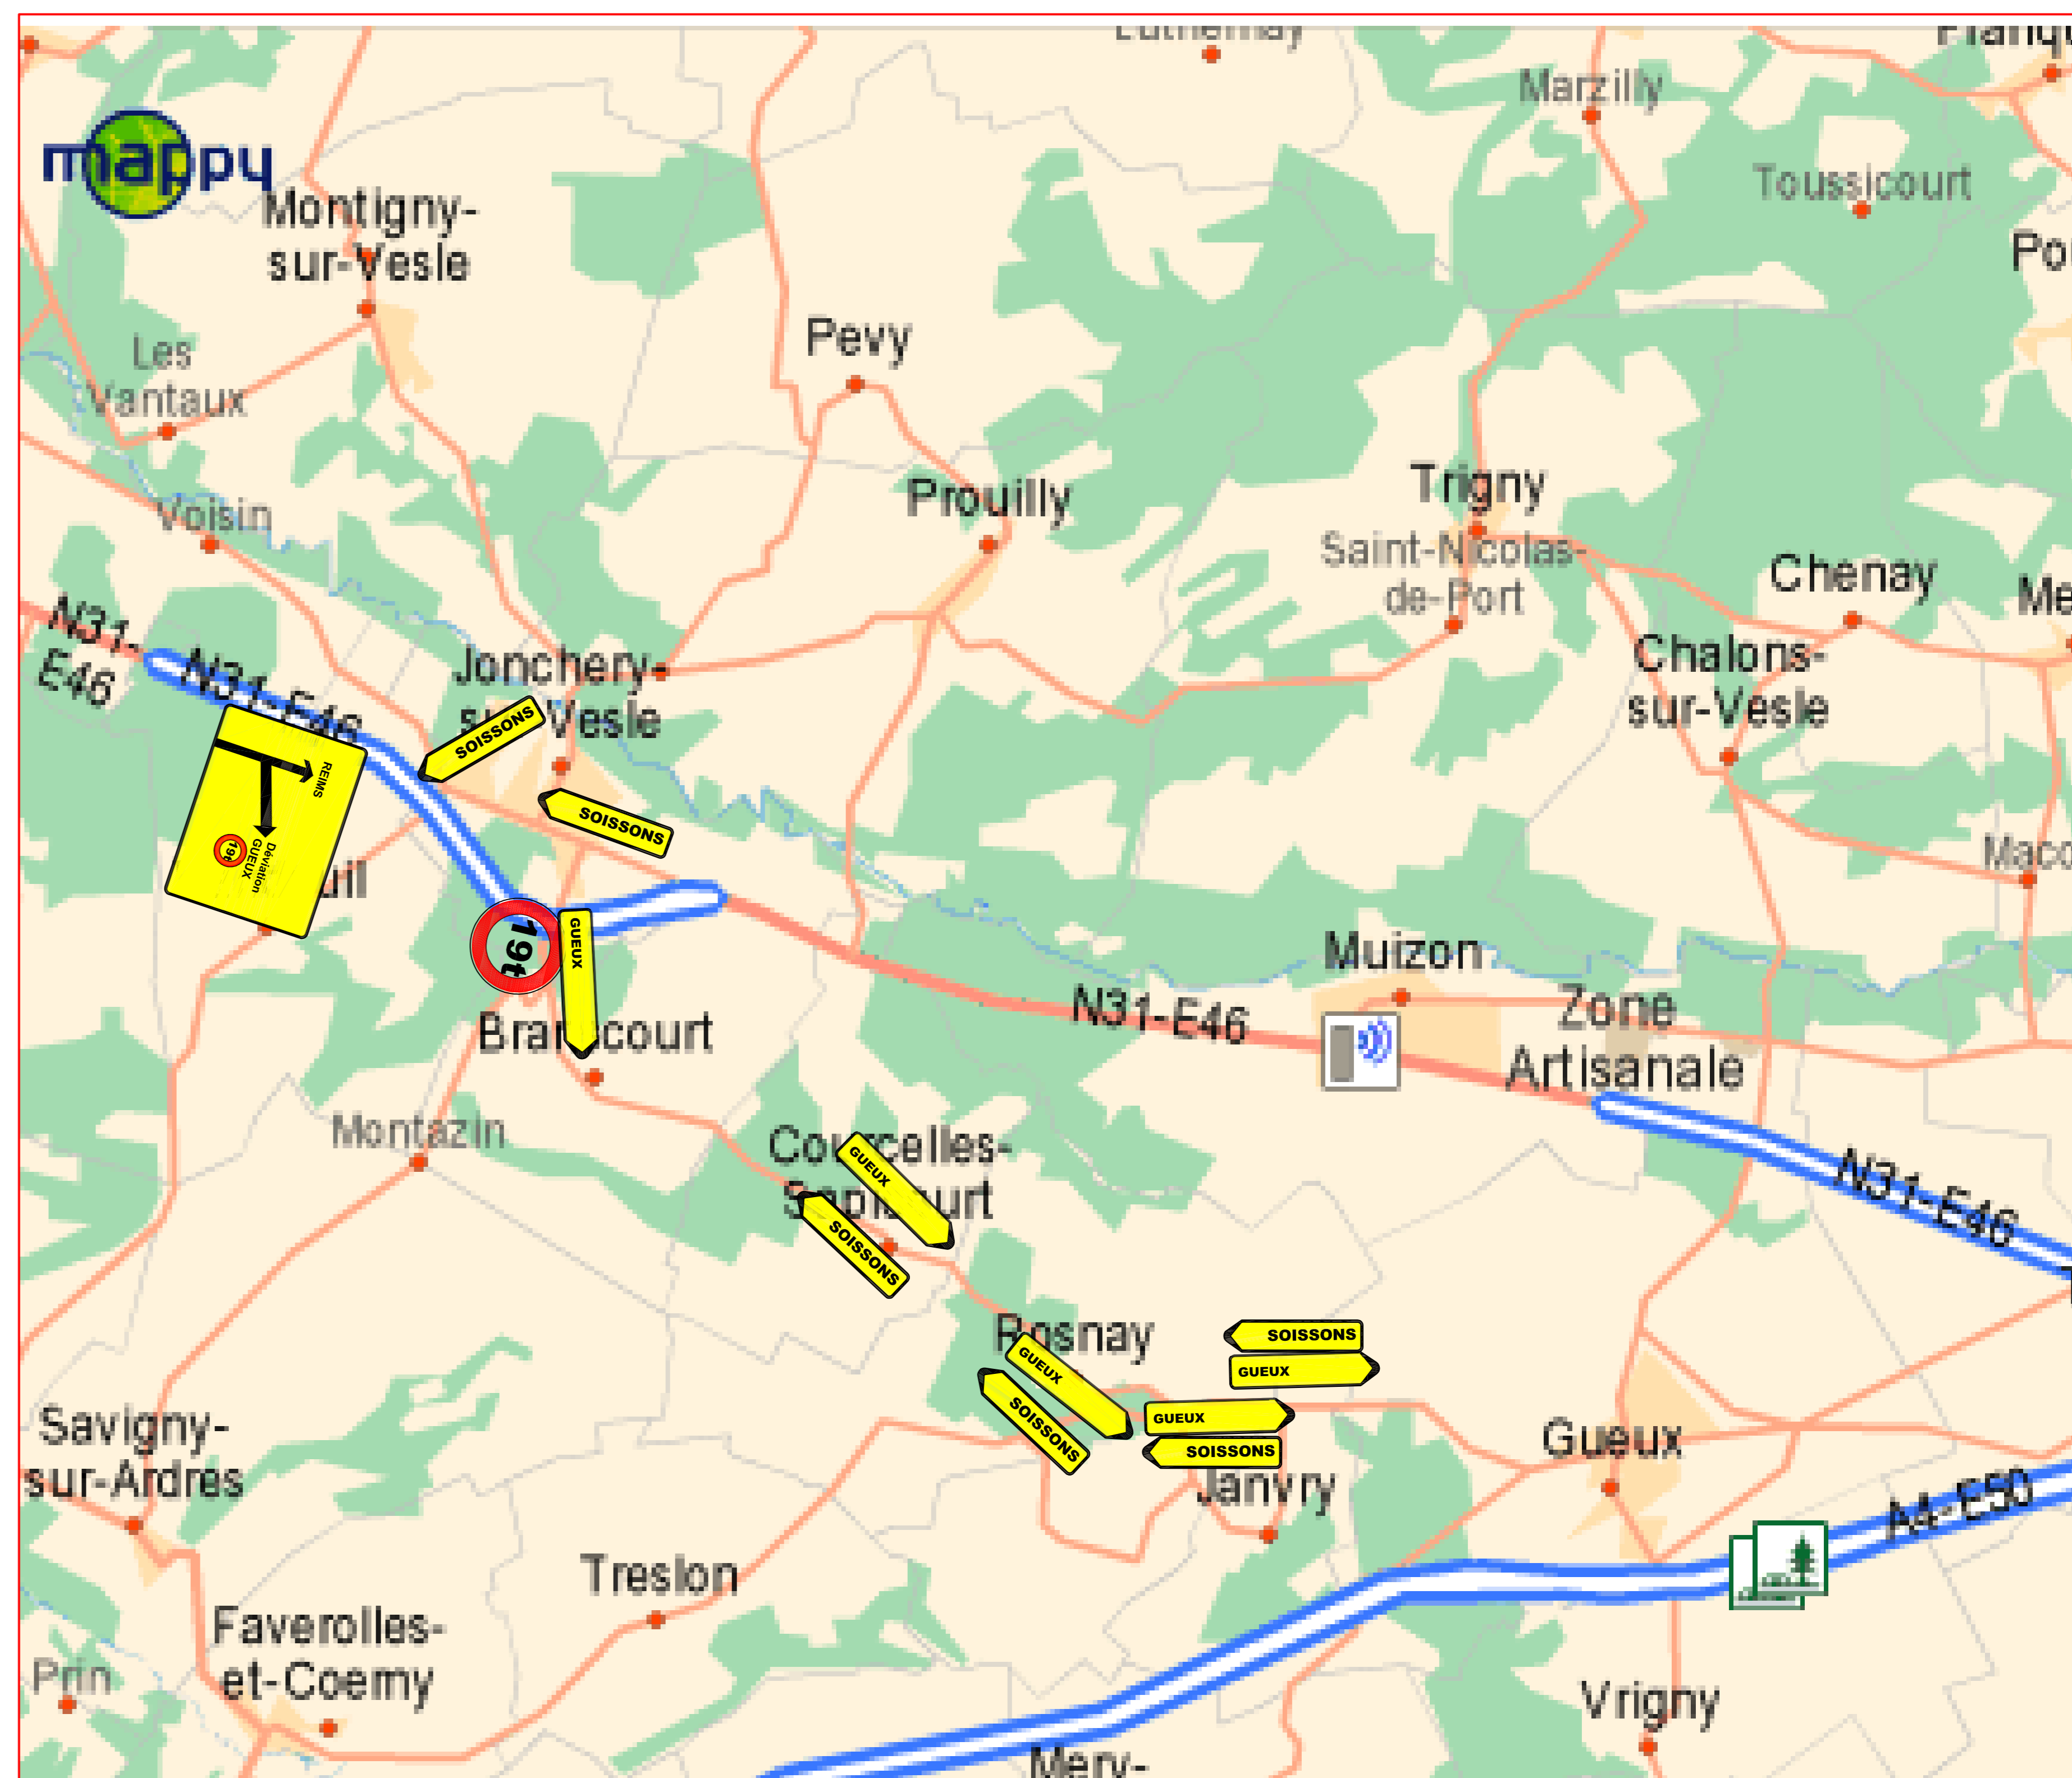 Marzilly
mappy
Toussicourt
Montigny-
sur-Vesle
Pevy
Les
Vantaux
Prouilly
Trigny
Voisin
Saint-Nicolas-
de-Port
Chenay
N31-
E46
N31-E46
Jonchery-
Vesle
Chalons-
sur-Vesle
SOISSONS
SOISSONS
REIMS
Déviation
GUEUX
19t
19t
GUEUX
Muizon
Zone
Artisanale
N31-E46
Montazin
Courcelles-
GUEUX
SOISSONS
N31-E46
Rosnay
GUEUX
SOISSONS
SOISSONS
GUEUX
GUEUX
SOISSONS
Gueux
Janvry
Savigny-
sur-Ardres
A4-E50
Treslon
Faverolles-
et-Coemy
Prin
Vrigny
Mery-